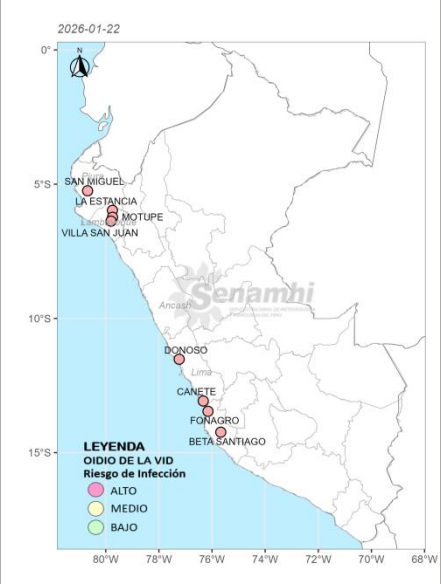 2026-01-22
N
0°
5°S
10°S
15°S
Piura
SAN MIGUEL
LA ESTANCIA
MOTUPE
Lambayeque
VILLA SAN JUAN
Senamhi
Ancash
DONOSO
Lima
CANETE
FONAGRO
BETA SANTIAGO
LEYENDA
OIDIO DE LA VID
Riesgo de Infección
ALTO
MEDIO
BAJO
80°W
78°W
76°W
74°W
72°W
70°W
68°W